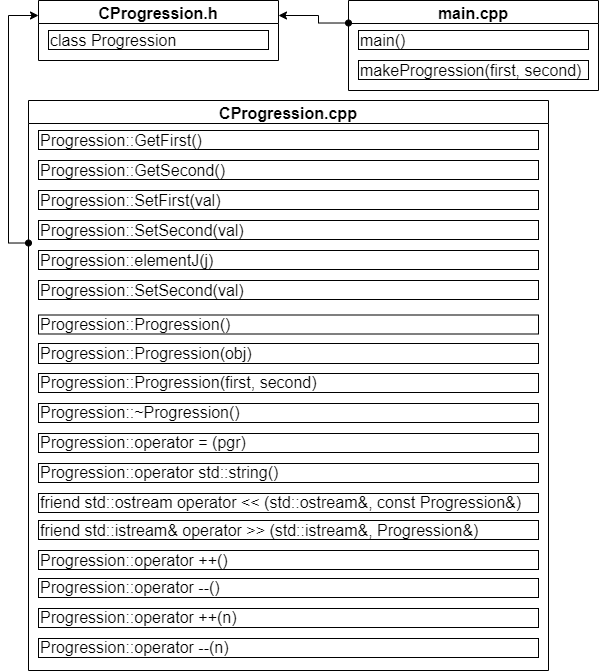 CProgression.h
class Progression
main.cpp
main()
makeProgression(first, second)
CProgression.cpp
Progression::GetFirst()
Progression::GetSecond()
Progression::SetFirst(val)
Progression::SetSecond(val)
Progression::elementJ(j)
Progression::SetSecond(val)
Progression::Progression()
Progression::Progression(obj)
Progression::Progression(first, second)
Progression::~Progression()
Progression::operator = (pgr)
Progression::operator std::string()
friend std::ostream operator << (std::ostream&, const Progression&)
friend std::istream& operator >> (std::istream&, Progression&)
Progression::operator ++()
Progression::operator --()
Progression::operator ++(n)
Progression::operator --(n)